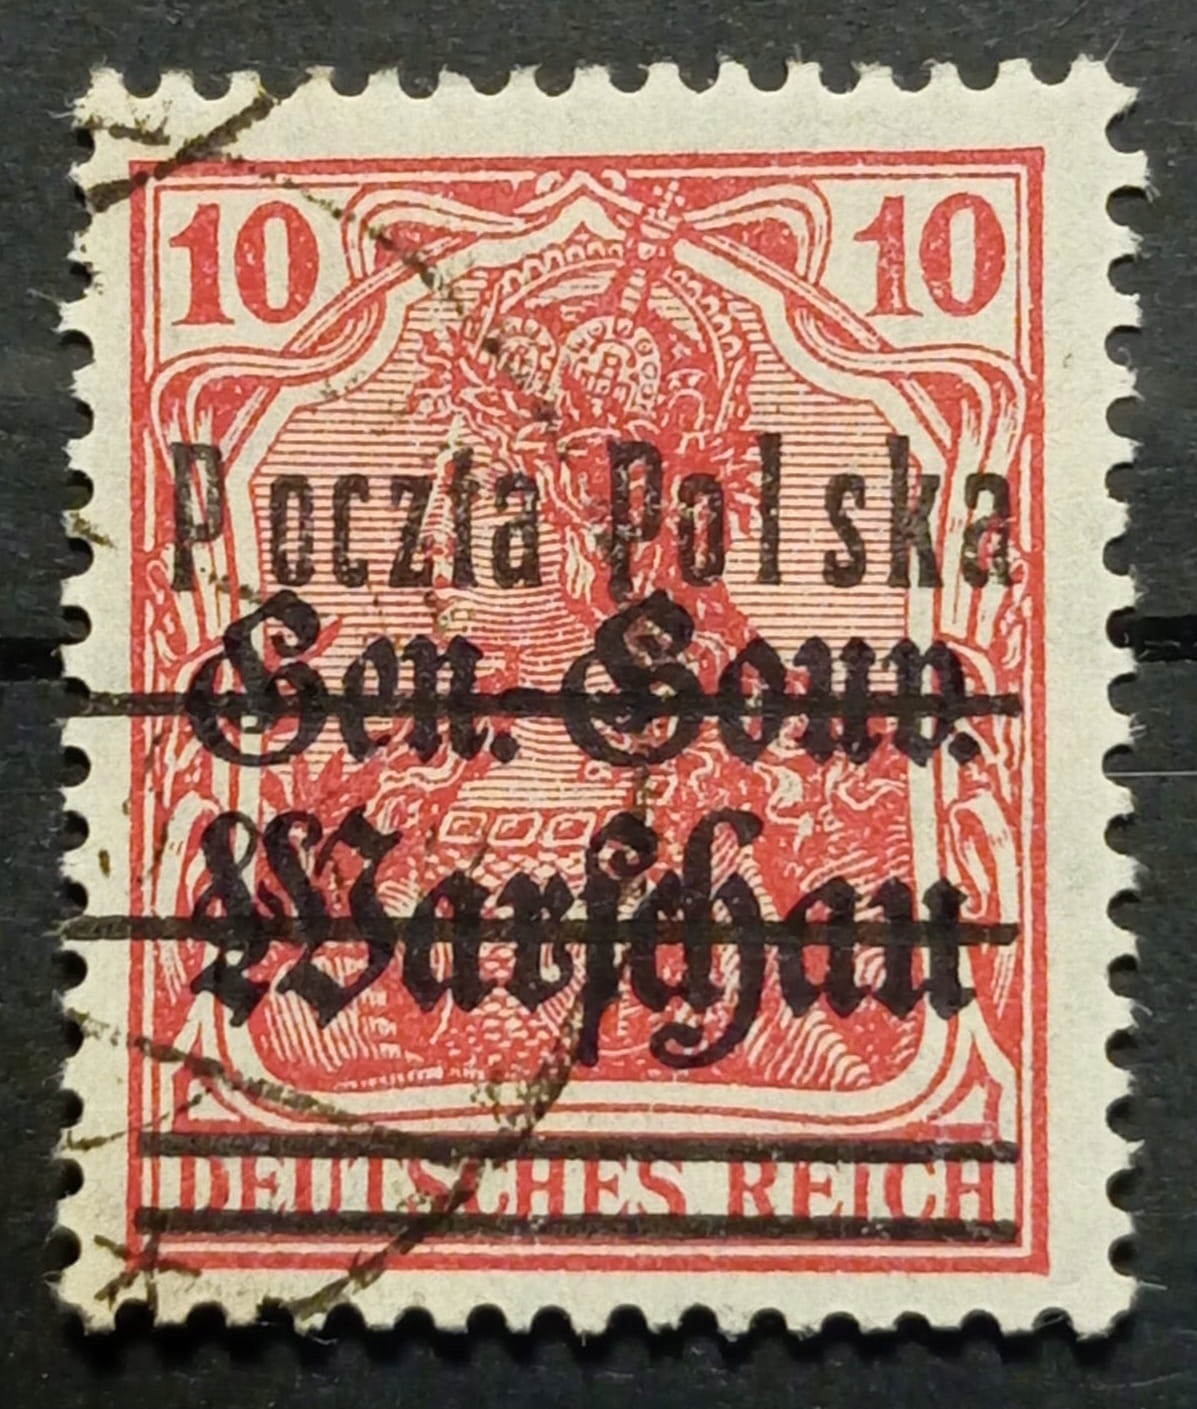 10 10
Poczta Polska
Gen.-Gouv.
Warschau
DEUTSCHES REICH